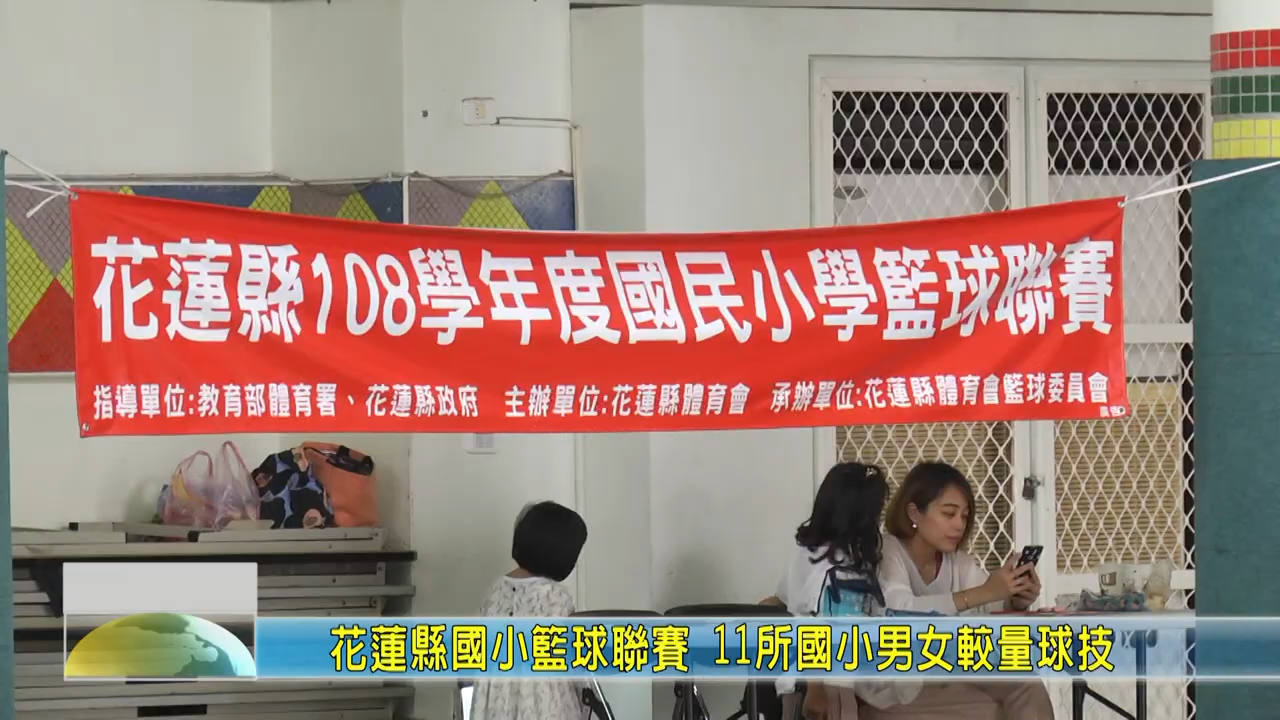 花蓮縣108學年度國民小學籃球聯賽
指導單位:教育部體育署、花蓮縣政府 主辦單位:花蓮縣體育會 承辦單位:花蓮縣體育會籃球委員會
花蓮縣國小籃球聯賽 11所國小男女較量球技